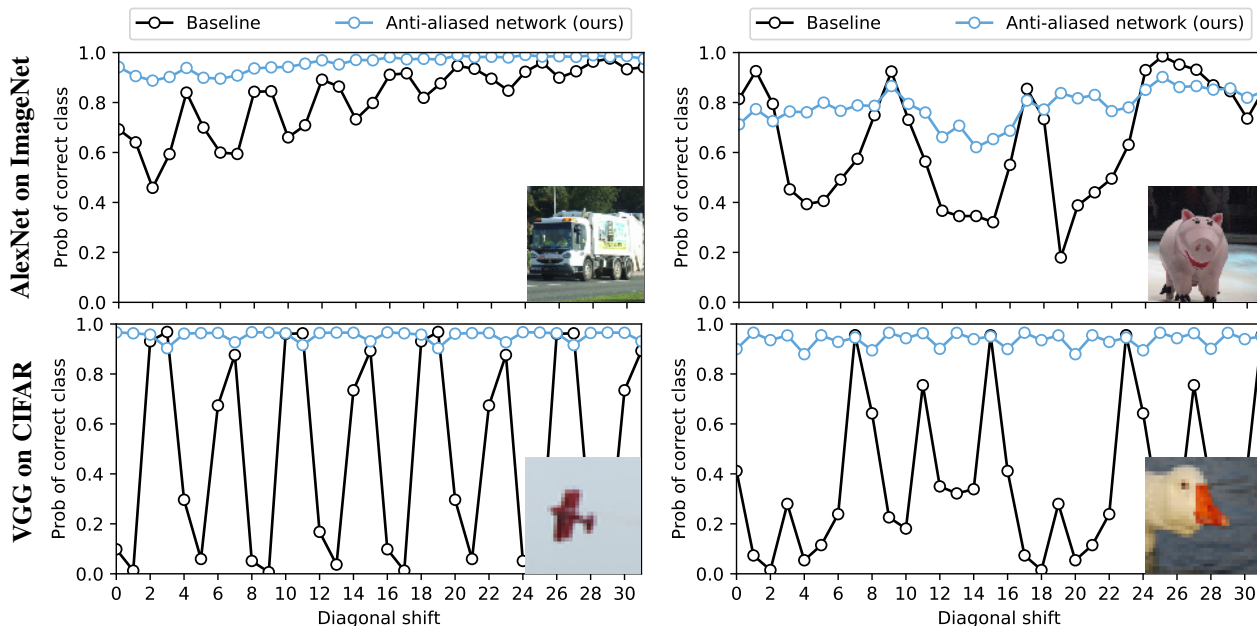 Baseline Anti-aliased network (ours)
Baseline Anti-aliased network (ours)
AlexNet on ImageNet
Prob of correct class
1.0
0.8
0.6
0.4
0.2
0.0
Prob of correct class
1.0
0.8
0.6
0.4
0.2
0.0
VGG on CIFAR
Prob of correct class
1.0
0.8
0.6
0.4
0.2
0.0
0 2 4 6 8 10 12 14 16 18 20 22 24 26 28 30
Diagonal shift
Prob of correct class
1.0
0.8
0.6
0.4
0.2
0.0
0 2 4 6 8 10 12 14 16 18 20 22 24 26 28 30
Diagonal shift